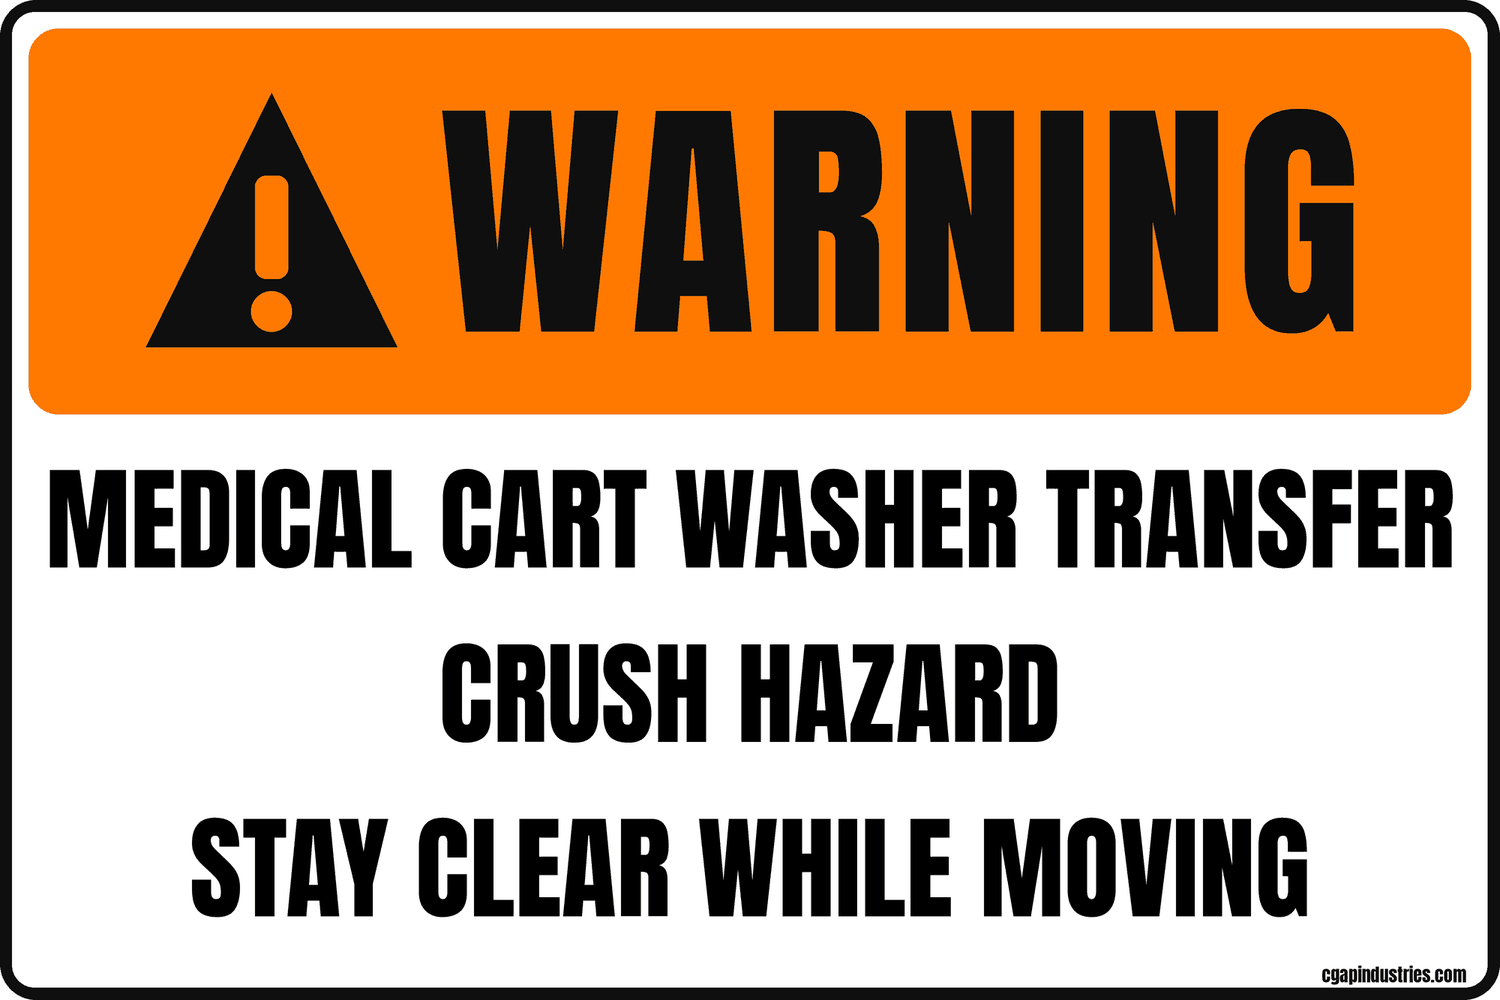 WARNING
MEDICAL CART WASHER TRANSFER
CRUSH HAZARD
STAY CLEAR WHILE MOVING
cgapindustries.com